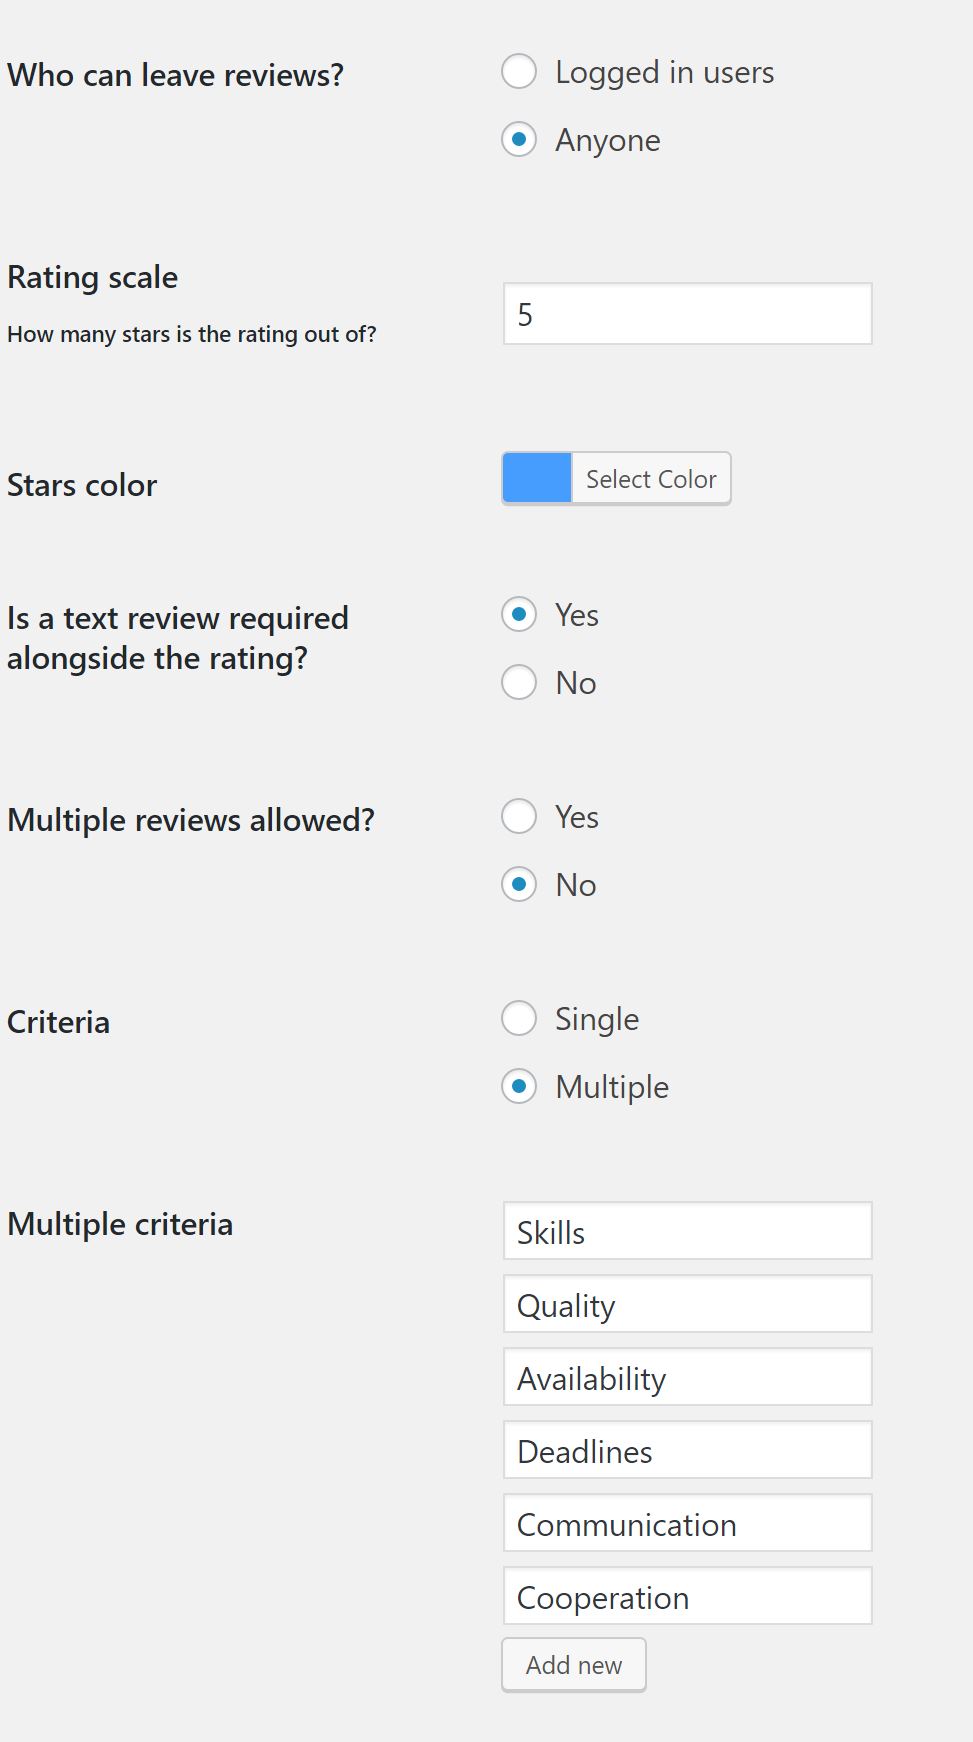 Who can leave reviews?
Logged in users
Anyone
Rating scale
How many stars is the rating out of?
5
Stars color
Select Color
Is a text review required
alongside the rating?
Yes
No
Multiple reviews allowed?
Yes
No
Criteria
Single
Multiple
Multiple criteria
Skills
Quality
Availability
Deadlines
Communication
Cooperation
Add new